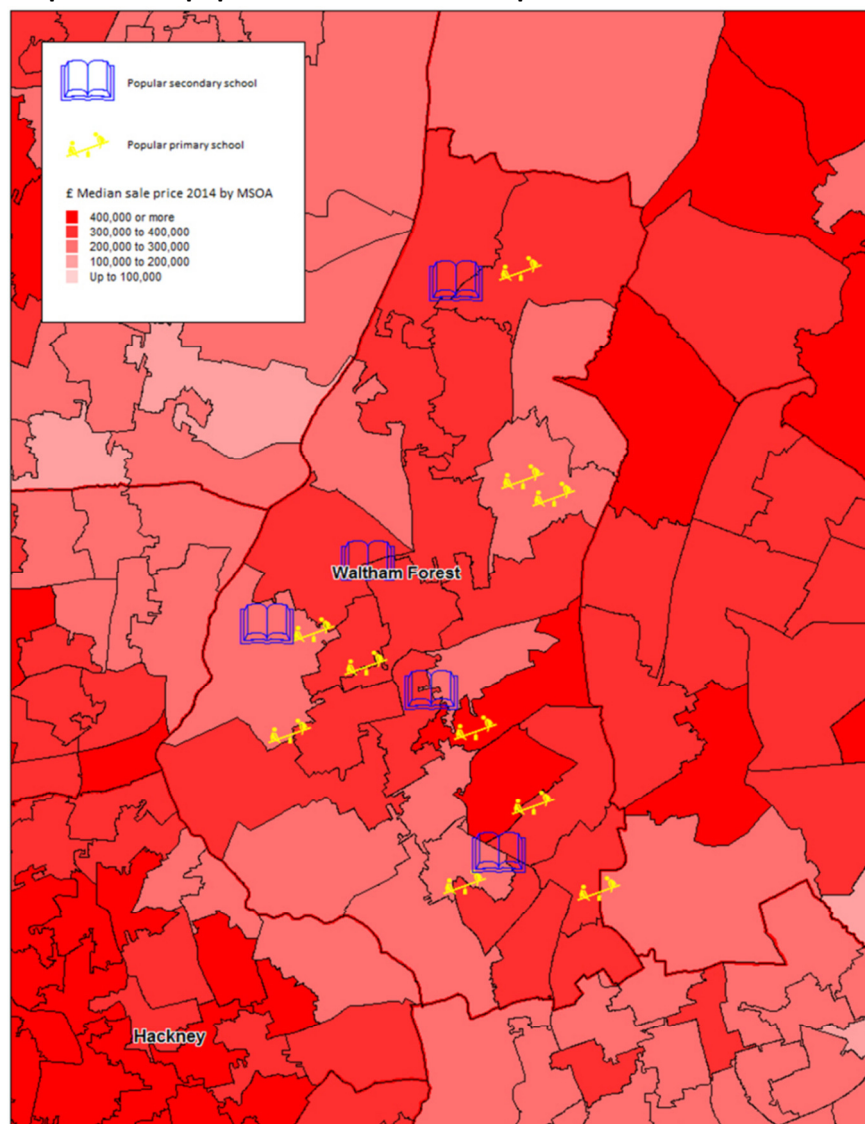 Popular secondary school
Popular primary school
£ Median sale price 2014 by MSOA
400,000 or more
300,000 to 400,000
200,000 to 300,000
100,000 to 200,000
Up to 100,000
Waltham Forest
Hackney